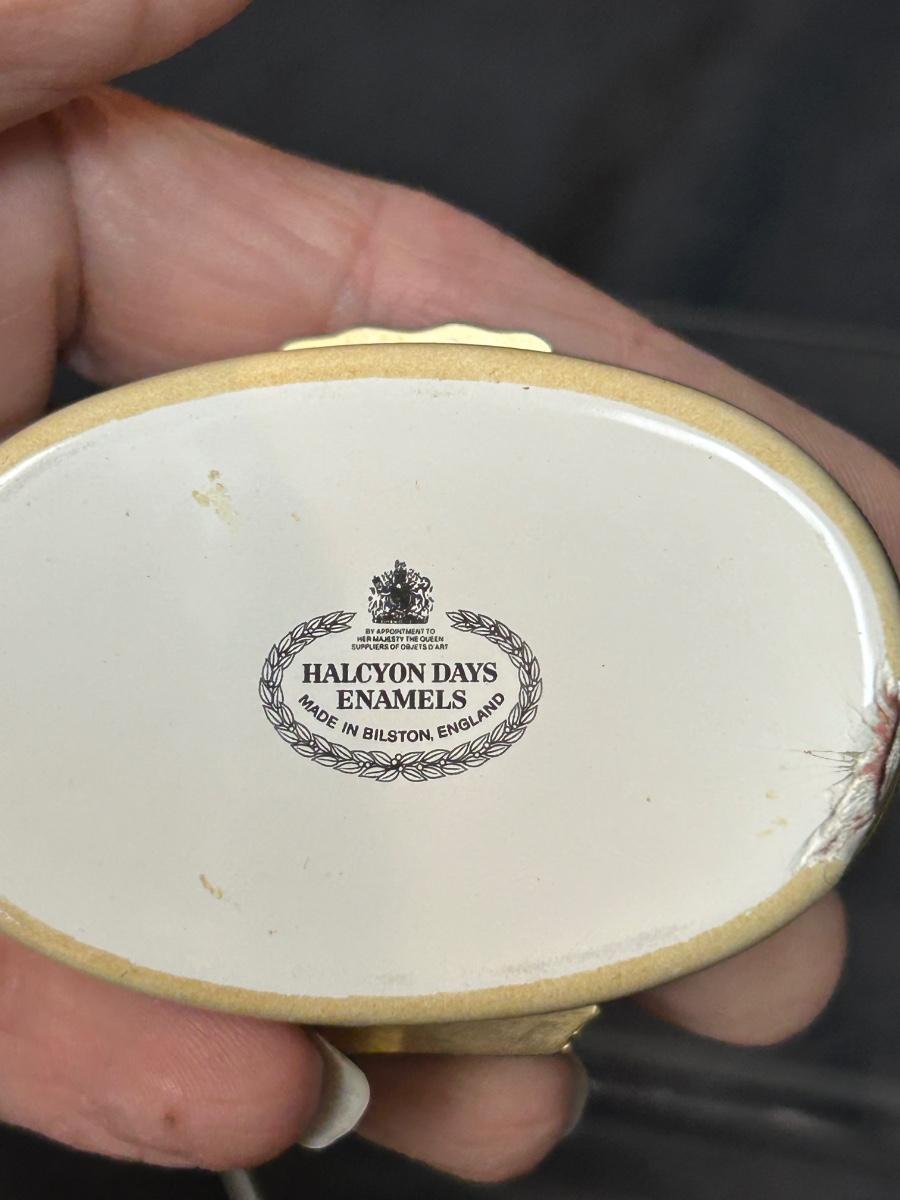 BY APPOINTMENT TO
HER MAJESTY THE QUEEN
SUPPLIERS OF OBJETS D'ART
HALCYON DAYS
ENAMELS
MADE IN BILSTON, ENGLAND